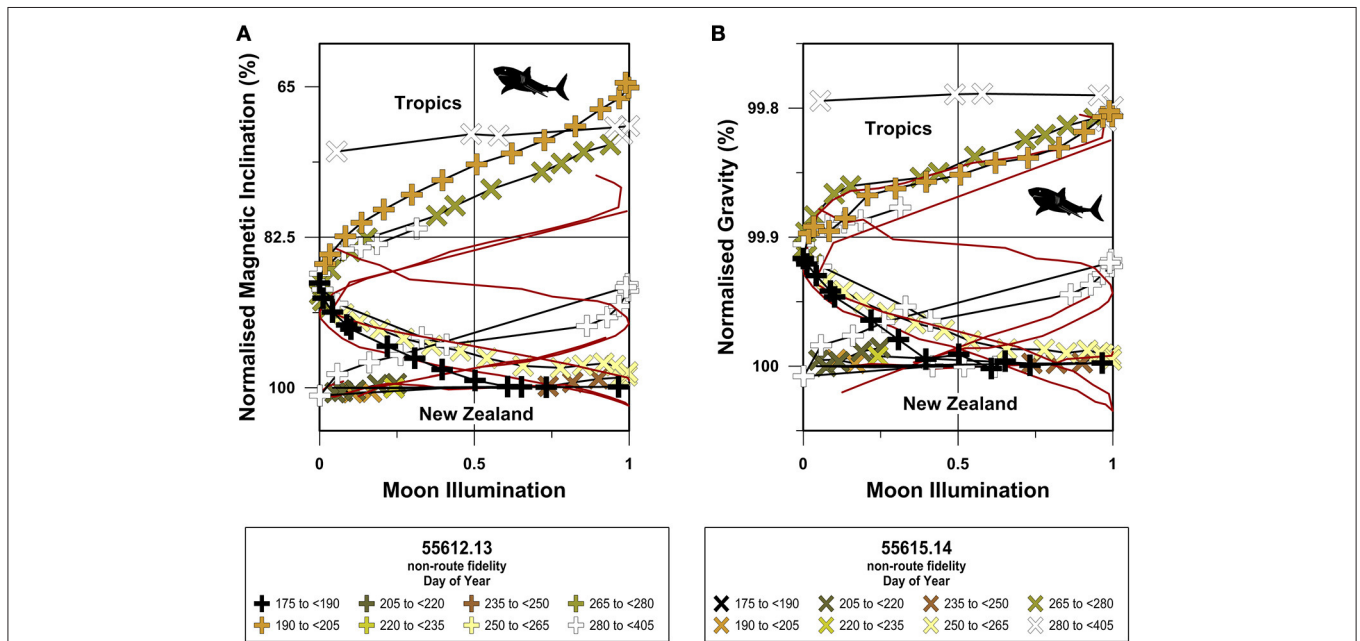 A
Normalised Magnetic Inclination (%)
65
82.5
100
Tropics
New Zealand
0
0.5
1
Moon Illumination
B
Normalised Gravity (%)
99.8
99.9
100
Tropics
New Zealand
0
0.5
1
Moon Illumination
55612.13
non-route fidelity
Day of Year
175 to <190 205 to <220 235 to <250 265 to <280
190 to <205 220 to <235 250 to <265 280 to <405
55615.14
non-route fidelity
Day of Year
175 to <190 205 to <220 235 to <250 265 to <280
190 to <205 220 to <235 250 to <265 280 to <405